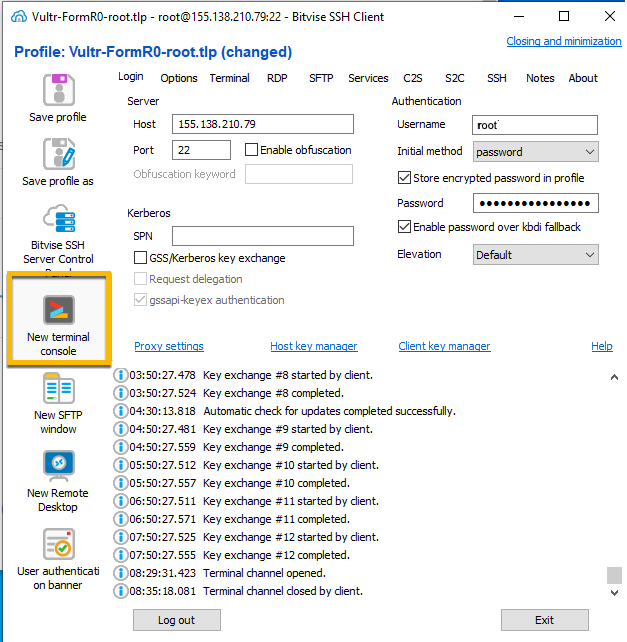 Vultr-FormR0-root.tlp - root@155.138.210.79:22 - Bitvise SSH Client
Profile: Vultr-FormR0-root.tlp (changed)
Closing and minimization
Save profile
Save profile as
Bitvise SSH
Server Control
Panel
New terminal
console
New SFTP
window
New Remote
Desktop
User authenticati
on banner
Login Options Terminal RDP SFTP Services C2S S2C SSH Notes About
Server
Host 155.138.210.79
Port 22 Enable obfuscation
Obfuscation keyword
Kerberos
SPN
GSS/Kerberos key exchange
Request delegation
gssapi-keyex authentication
Authentication
Username root
Initial method password
Store encrypted password in profile
Password ●●●●●●●●●●●●●●●●
Enable password over kbdi fallback
Elevation Default
Proxy settings Host key manager Client key manager Help
03:50:27.478 Key exchange #8 started by client.
03:50:27.524 Key exchange #8 completed.
04:30:13.818 Automatic check for updates completed successfully.
04:50:27.481 Key exchange #9 started by client.
04:50:27.559 Key exchange #9 completed.
05:50:27.512 Key exchange #10 started by client.
05:50:27.557 Key exchange #10 completed.
06:50:27.511 Key exchange #11 started by client.
06:50:27.571 Key exchange #11 completed.
07:50:27.525 Key exchange #12 started by client.
07:50:27.555 Key exchange #12 completed.
08:29:31.423 Terminal channel opened.
08:35:18.081 Terminal channel closed by client.
Log out Exit